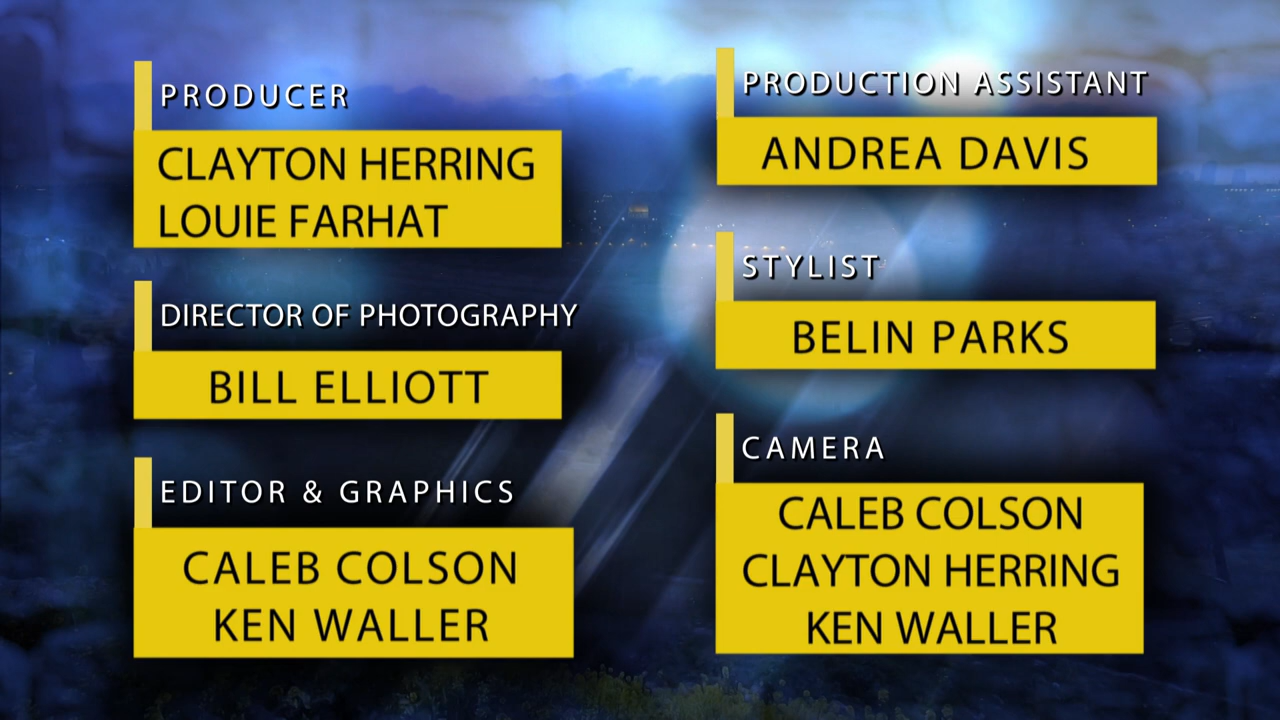 PRODUCER
CLAYTON HERRING
LOUIE FARHAT
DIRECTOR OF PHOTOGRAPHY
BILL ELLIOTT
EDITOR & GRAPHICS
CALEB COLSON
KEN WALLER
PRODUCTION ASSISTANT
ANDREA DAVIS
STYLIST
BELIN PARKS
CAMERA
CALEB COLSON
CLAYTON HERRING
KEN WALLER